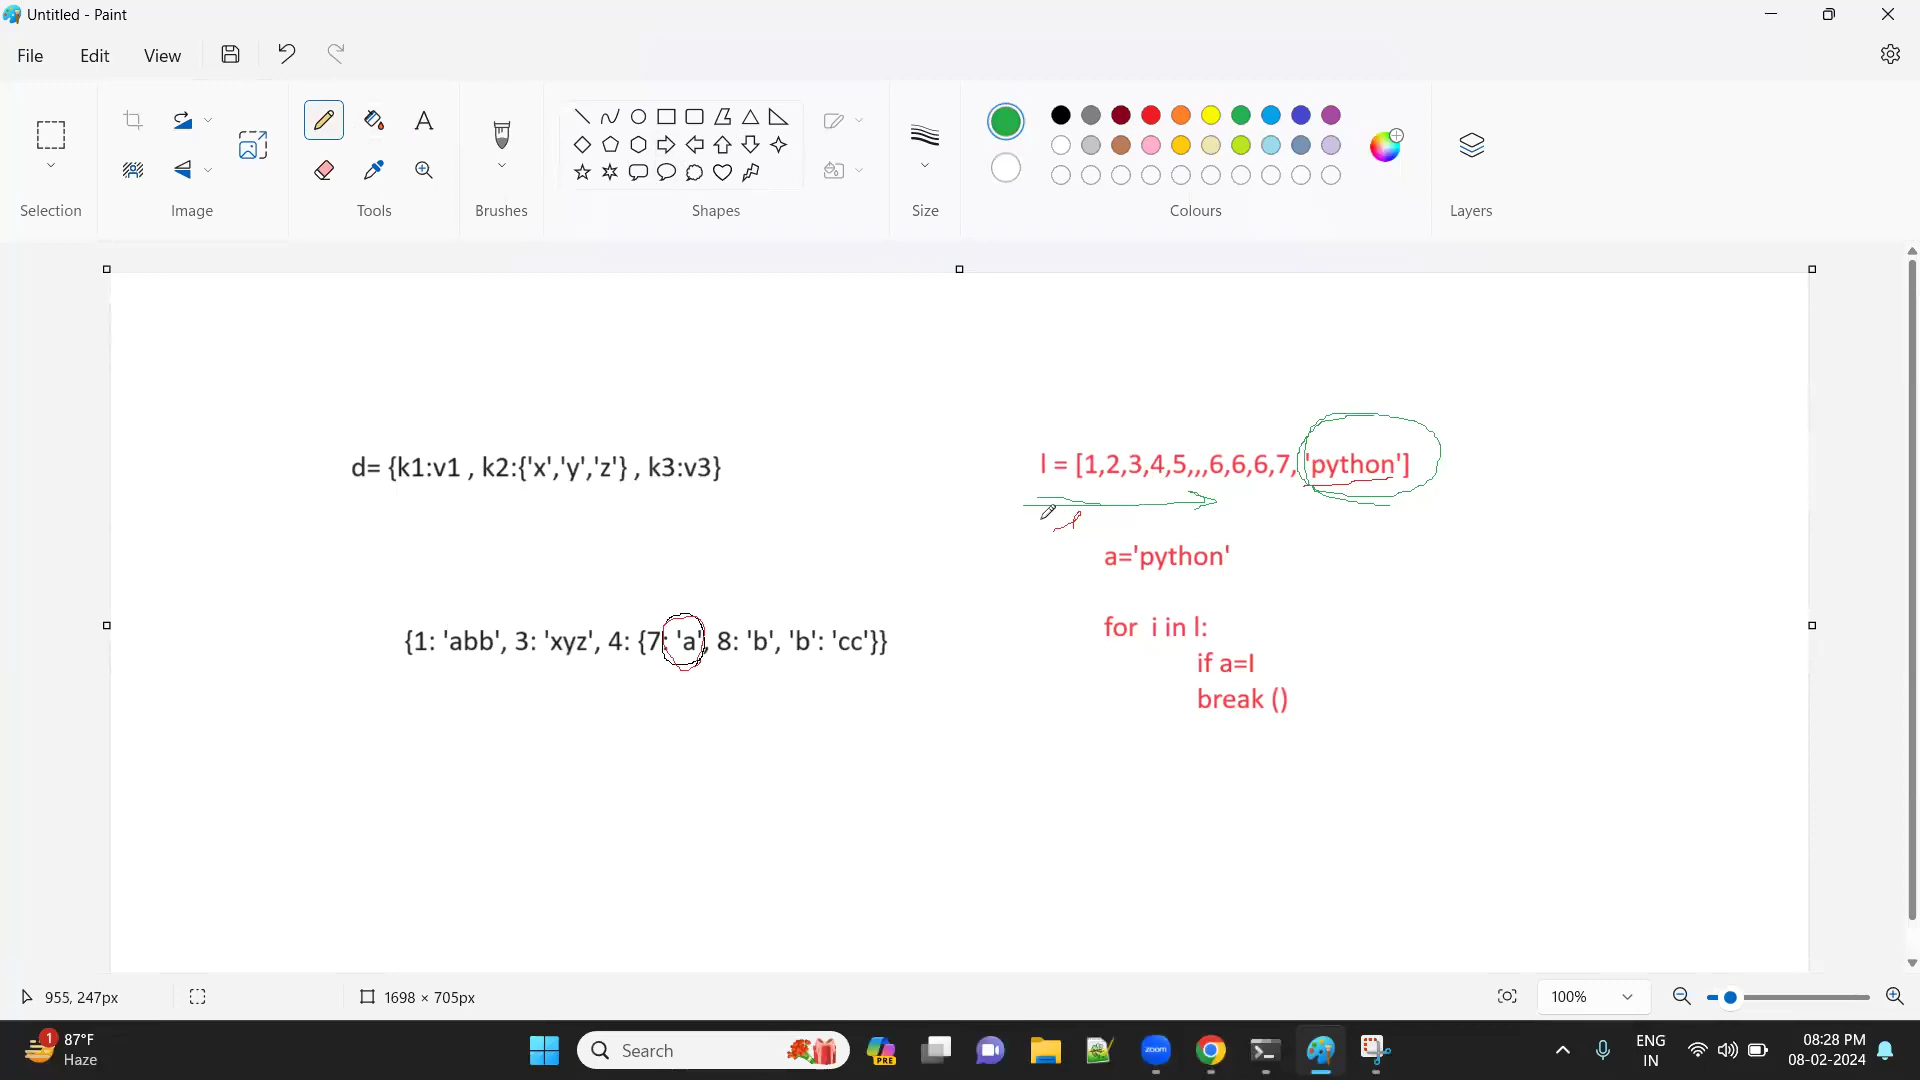 Untitled - Paint
File Edit View
Selection Image Tools Brushes Shapes Size Colours Layers
d= {k1:v1 , k2:{'x','y','z'} , k3:v3}
l = [1,2,3,4,5,,,6,6,6,7, 'python']
a='python'
{1: 'abb', 3: 'xyz', 4: {7: 'a', 8: 'b', 'b': 'cc'}}
for i in l:
if a=I
break ()
955, 247px
1698 × 705px
100%
1
87°F
Haze
Search
PRE
zoom
ENG
IN
08:28 PM
08-02-2024